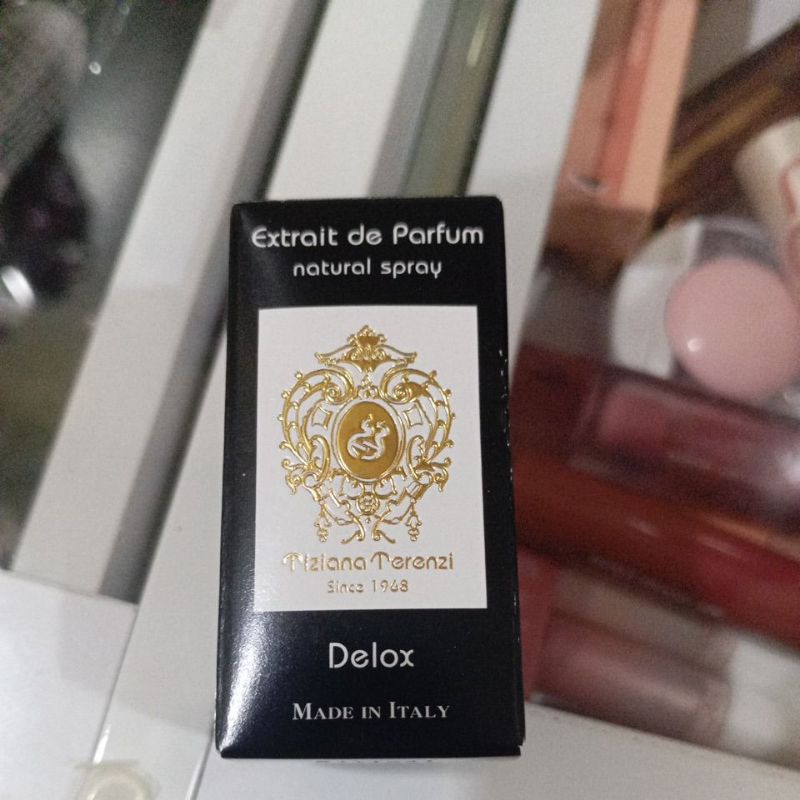 Extrait de Parfum
natural spray
Tiziana Terenzi
Since 1968
Delox
MADE IN ITALY